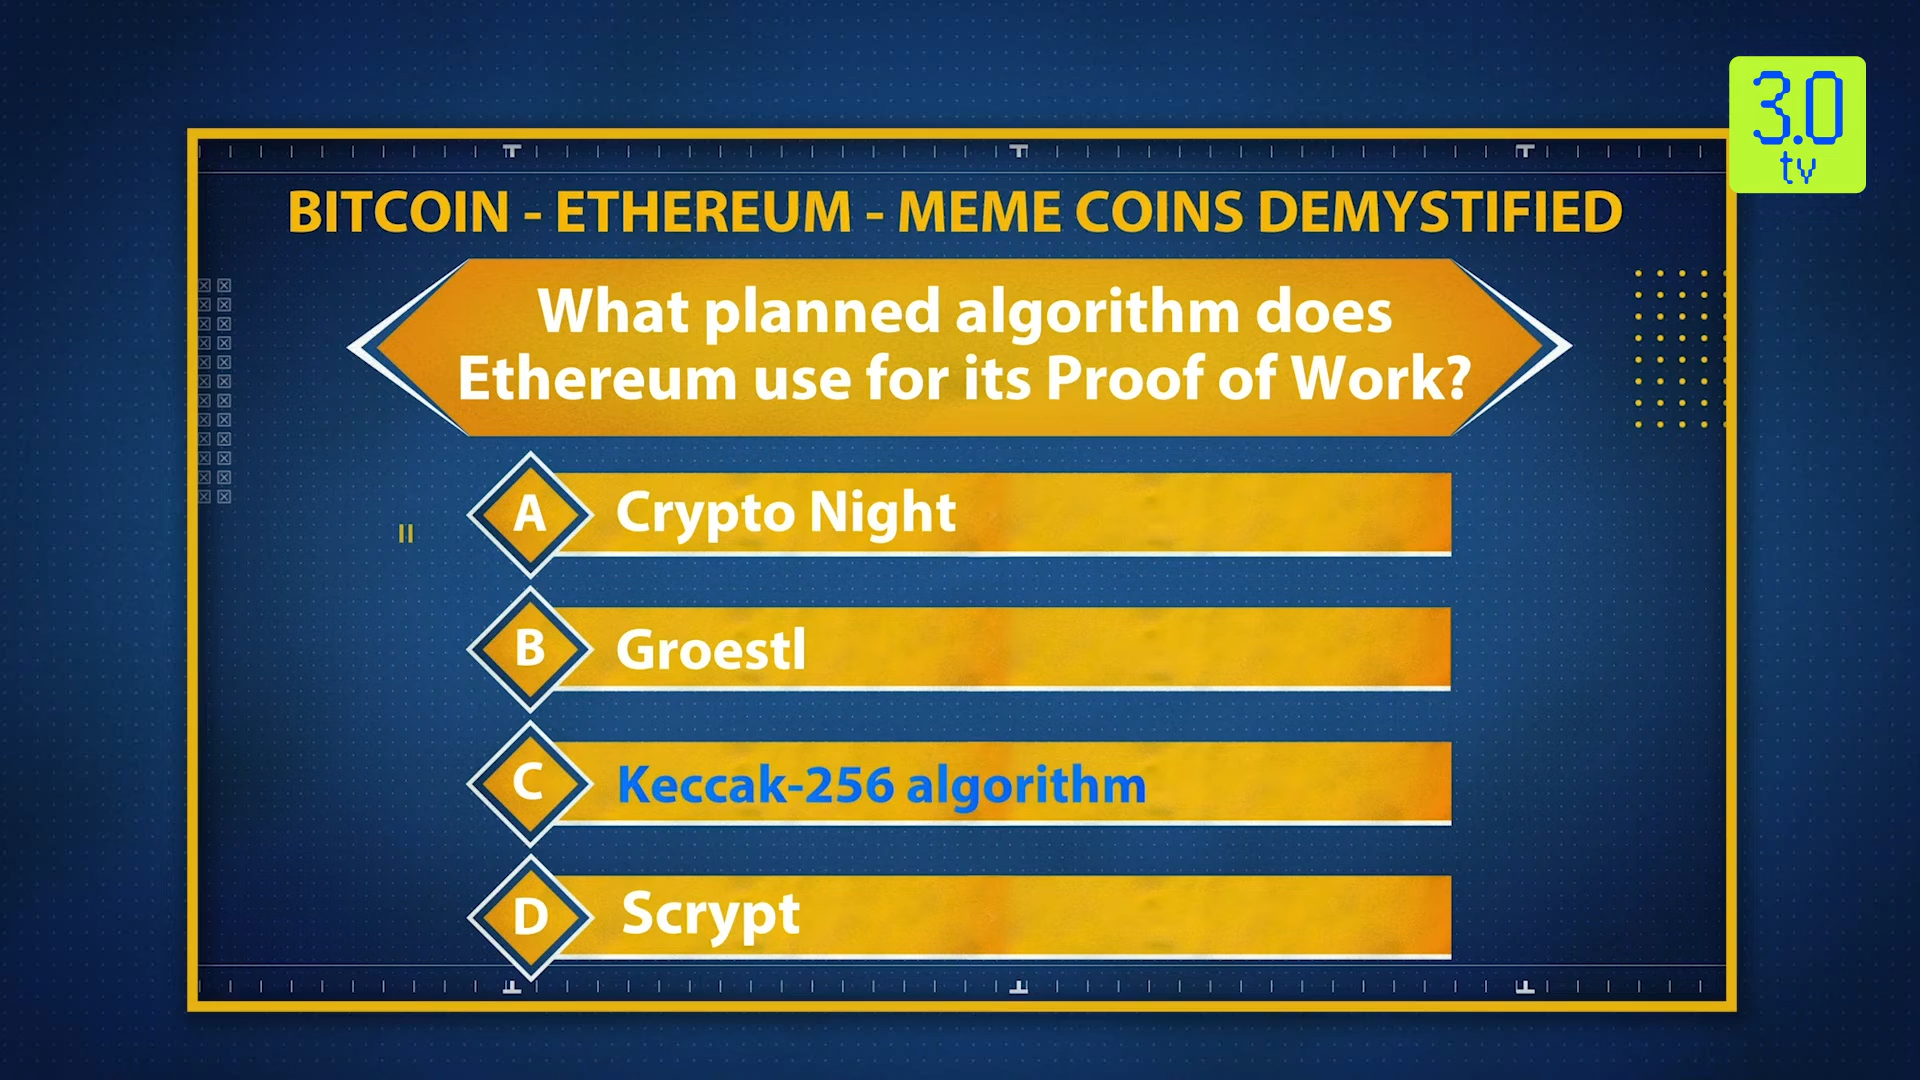 3.0
tv
BITCOIN - ETHEREUM - MEME COINS DEMYSTIFIED
What planned algorithm does
Ethereum use for its Proof of Work?
A Crypto Night
B Groestl
C Keccak-256 algorithm
D Scrypt